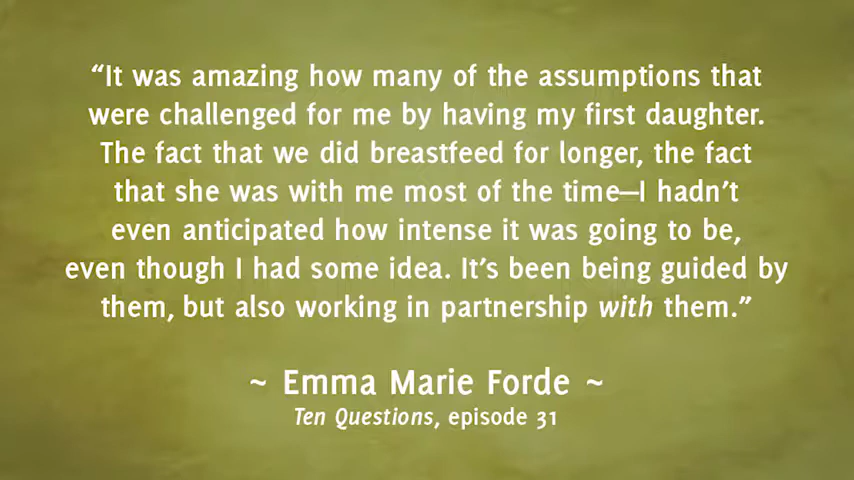 “It was amazing how many of the assumptions that
were challenged for me by having my first daughter.
The fact that we did breastfeed for longer, the fact
that she was with me most of the time—I hadn’t
even anticipated how intense it was going to be,
even though I had some idea. It’s been being guided by
them, but also working in partnership with them.”
~ Emma Marie Forde ~
Ten Questions, episode 31